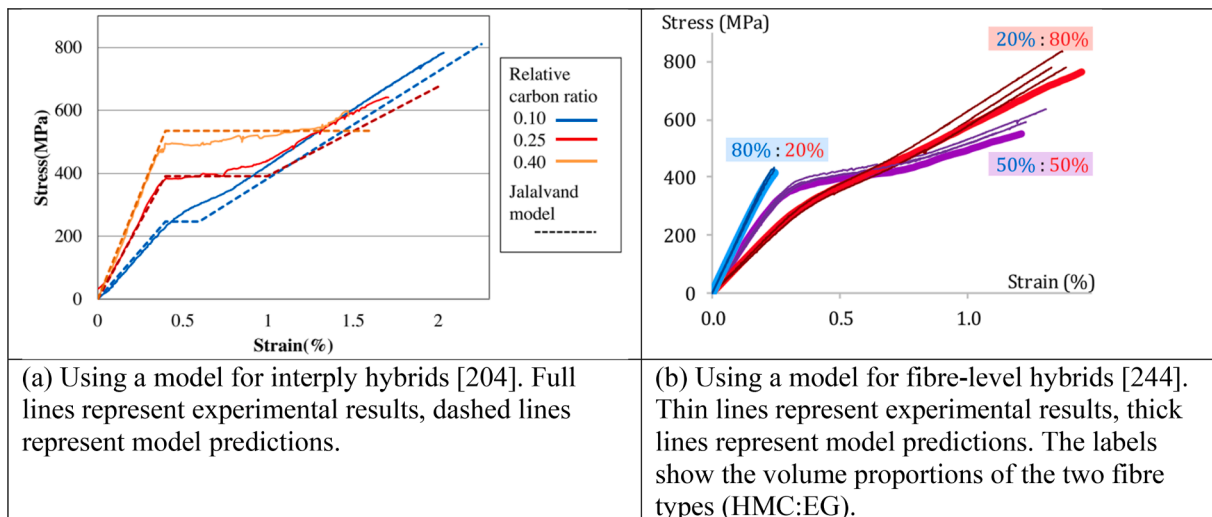 Stress(MPa)
800
600
400
200
0
0
0.5
1
1.5
2
Strain(%)
Relative
carbon ratio
0.10
0.25
0.40
Jalalvand
model
Stress (MPa)
800
600
400
200
0
0.0
0.5
1.0
Strain (%)
20% : 80%
80% : 20%
50% : 50%
(a) Using a model for interply hybrids [204]. Full
lines represent experimental results, dashed lines
represent model predictions.
(b) Using a model for fibre-level hybrids [244].
Thin lines represent experimental results, thick
lines represent model predictions. The labels
show the volume proportions of the two fibre
types (HMC:EG).